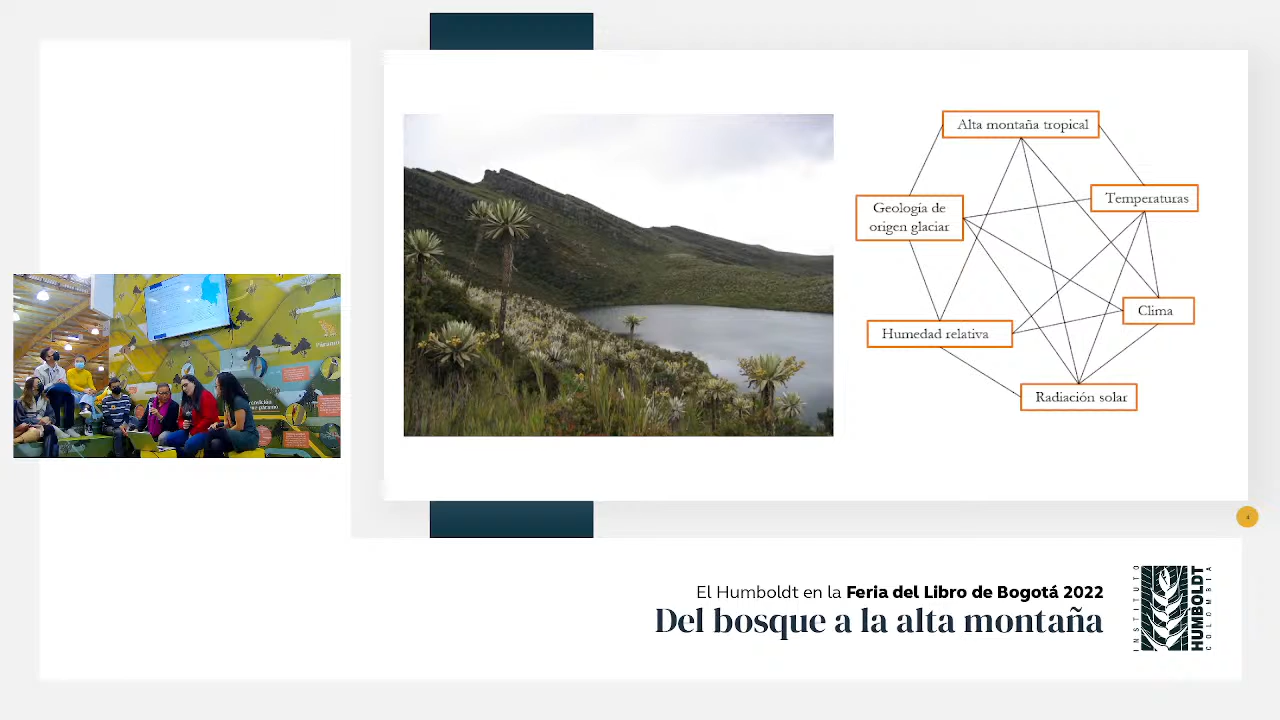 Alta montaña tropical
Geología de
origen glaciar
Temperaturas
Clima
Humedad relativa
Radiación solar
4
El Humboldt en la Feria del Libro de Bogotá 2022
Del bosque a la alta montaña
INSTITUTO
HUMBOLDT
COLOMBIA